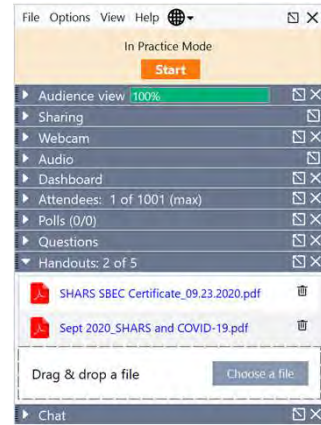 File Options View Help
In Practice Mode
Start
Audience view 100%
Sharing
Webcam
Audio
Dashboard
Attendees: 1 of 1001 (max)
Polls (0/0)
Questions
Handouts: 2 of 5
SHARS SBEC Certificate_09.23.2020.pdf
Sept 2020_SHARS and COVID-19.pdf
Drag & drop a file Choose a file
Chat